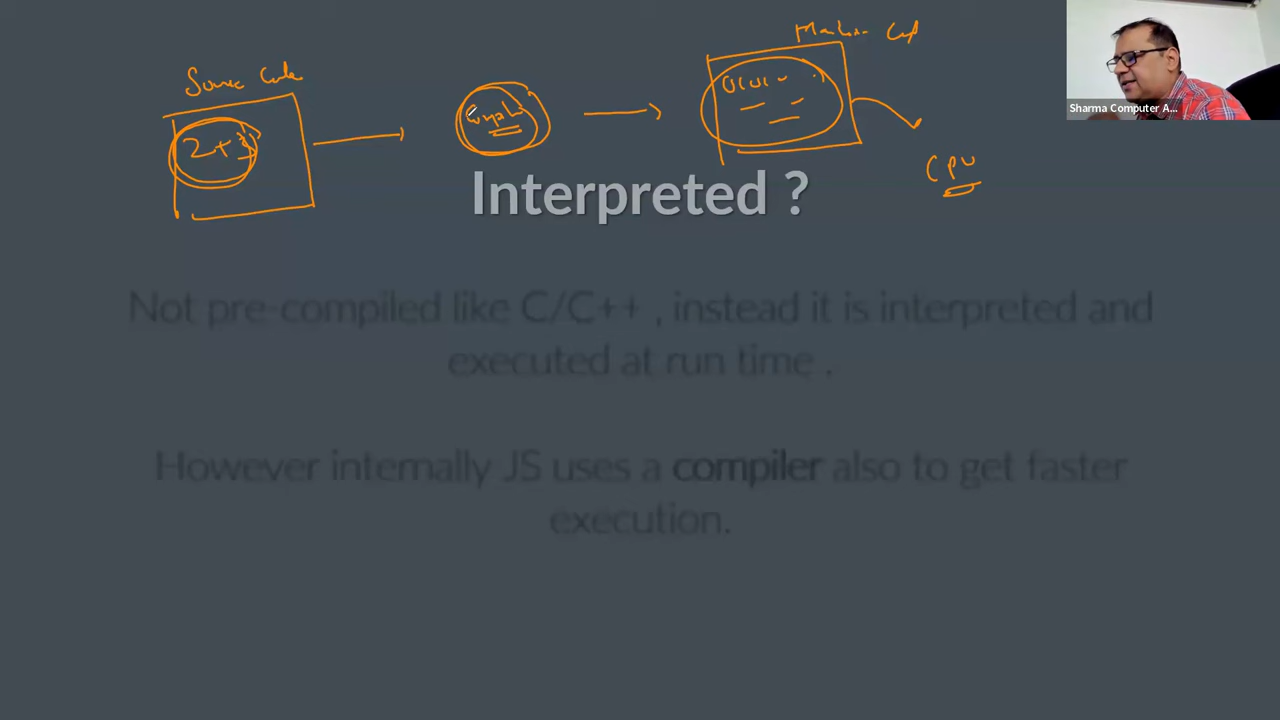 Source Code
Machine Cod
2+3
CPU
Interpreted ?
Not pre-compiled like C/C++ , instead it is interpreted and
executed at run time .
However internally JS uses a compiler also to get faster
execution.
Sharma Computer A...